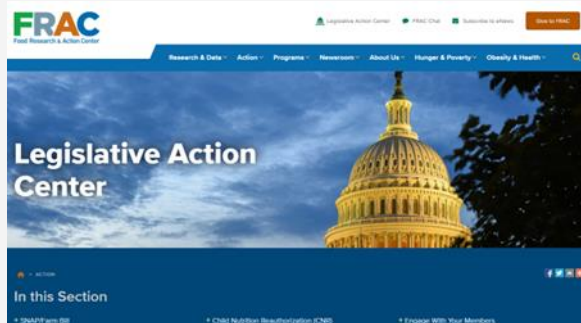 FRAC
Food Research & Action Center
Legislative Action Center
FRAC Chat
Subscribe to eNews
Give to FRAC
Research & Data
Action
Programs
Newsroom
About Us
Hunger & Poverty
Obesity & Health
Legislative Action
Center
ACTION
In this Section
SNAP/Farm Bill
Child Nutrition Reauthorization (CNR)
Engage With Your Members